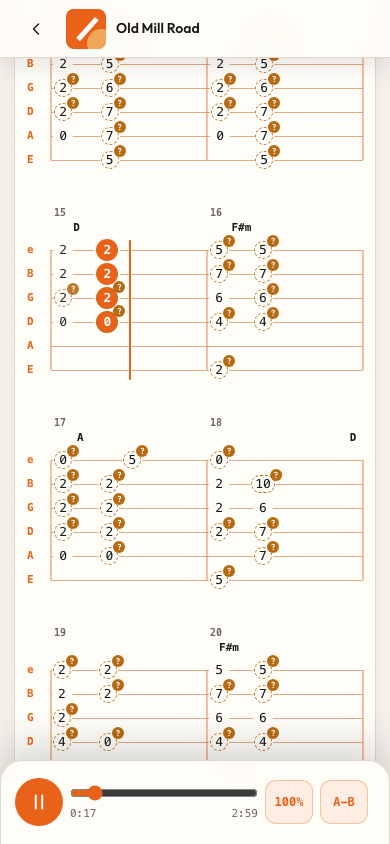 Old Mill Road
B 2 5? 2 5?
G 2? 6? 2? 6?
D 2? 7? 2? 7?
A 0 7? 0 7?
E 5? 5?
15 16
D F#m
e 2 2 5? 5?
B 2 2 7? 7?
G 2? 2? 6 6?
D 0 0? 4? 4?
A
E 2?
17 18
A D
e 0? 5? 0?
B 2? 2? 2 10?
G 2? 2? 2 6
D 2? 2? 2? 7?
A 0 0? 7?
E 5?
19 20
F#m
e 2? 2? 5 5?
B 2 2? 7? 7?
G 2? 6 6
D 4? 0? 4? 4?
0:17 2:59 100% A–B